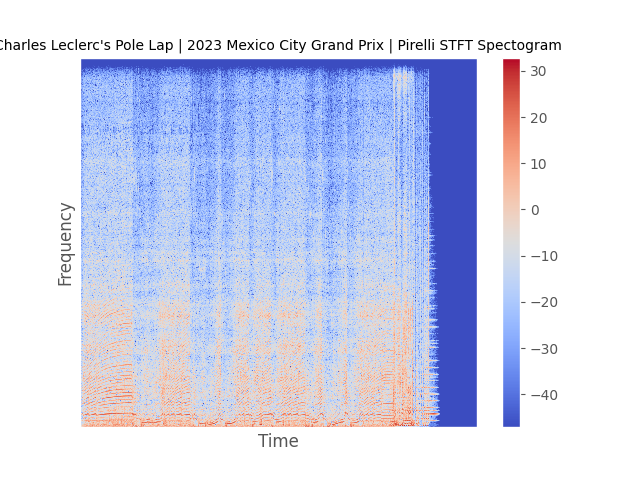 Charles Leclerc's Pole Lap | 2023 Mexico City Grand Prix | Pirelli STFT Spectogram
Frequency
Time
30
20
10
0
−10
−20
−30
−40